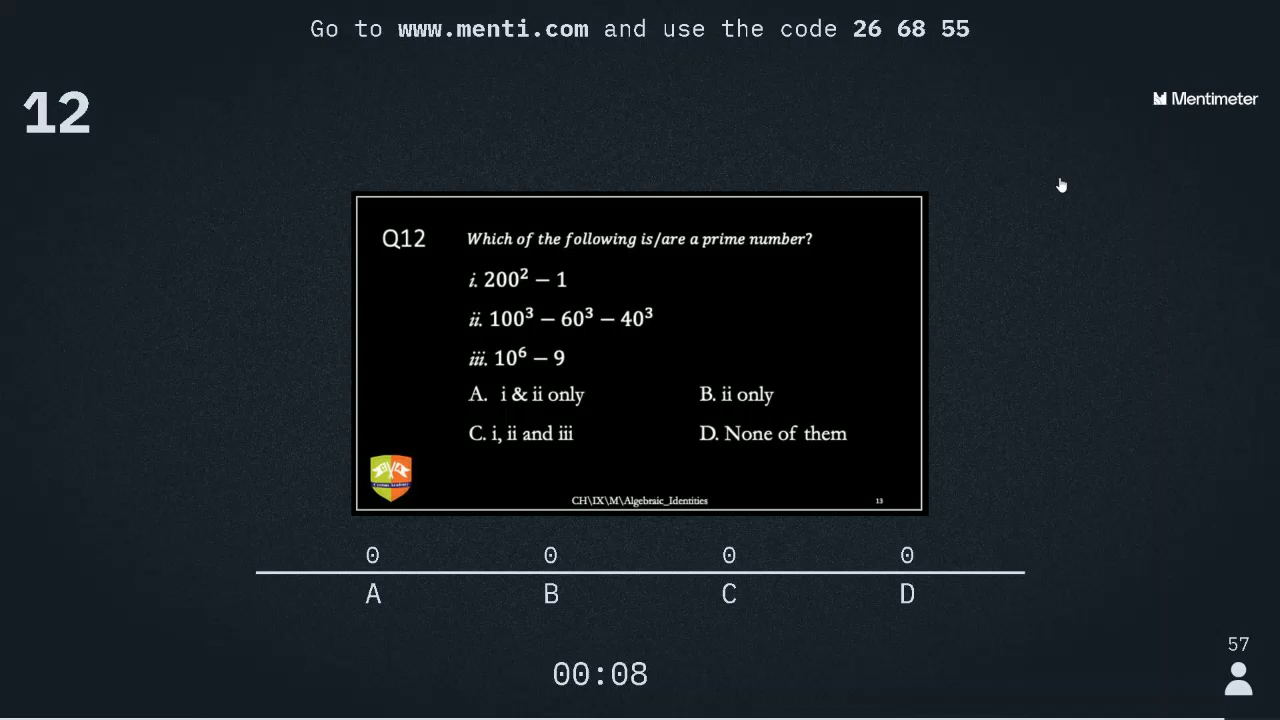 Go to www.menti.com and use the code 26 68 55
12
Mentimeter
Q12 Which of the following is/are a prime number?
i. 200² − 1
ii. 100³ − 60³ − 40³
iii. 10⁶ − 9
A. i & ii only B. ii only
C. i, ii and iii D. None of them
CH\IX\M\Algebraic_Identities 13
0 0 0 0
A B C D
57
00:08